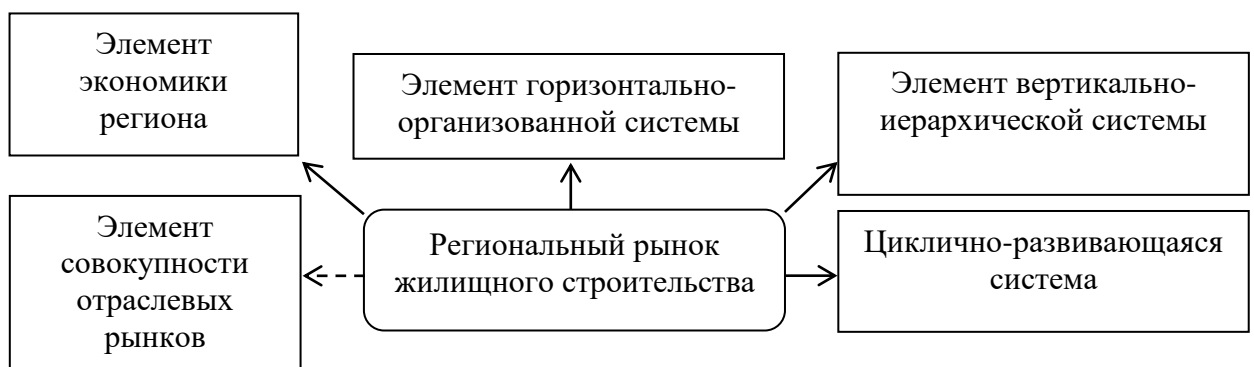 Элемент
экономики
региона
Элемент горизонтально-
организованной системы
Элемент вертикально-
иерархической системы
Элемент
совокупности
отраслевых
рынков
Региональный рынок
жилищного строительства
Циклично-развивающаяся
система